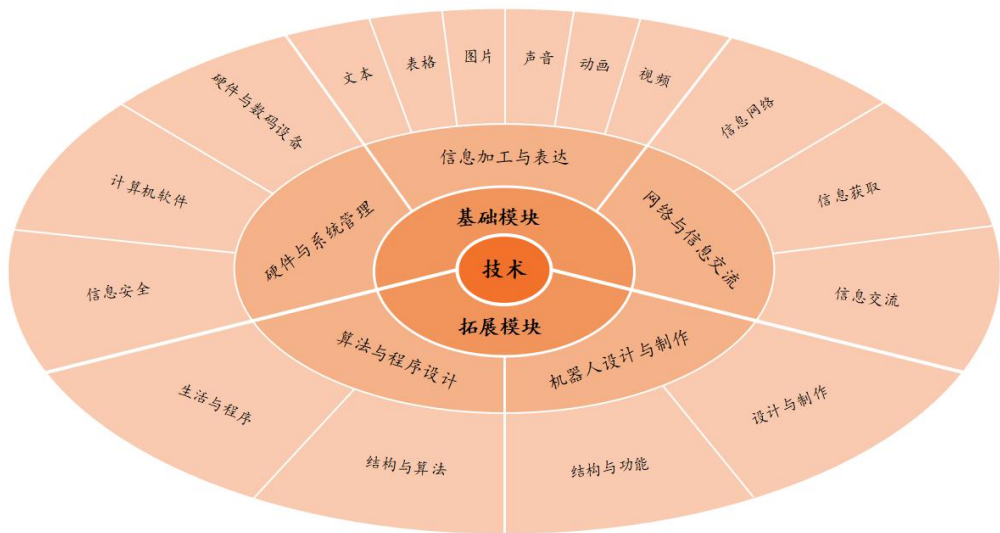 文本
表格
图片
声音
动画
视频
硬件与数码设备
信息网络
信息加工与表达
计算机软件
信息获取
硬件与系统管理
基础模块
网络与信息交流
技术
信息安全
信息交流
拓展模块
算法与程序设计
机器人设计与制作
生活与程序
设计与制作
结构与算法
结构与功能